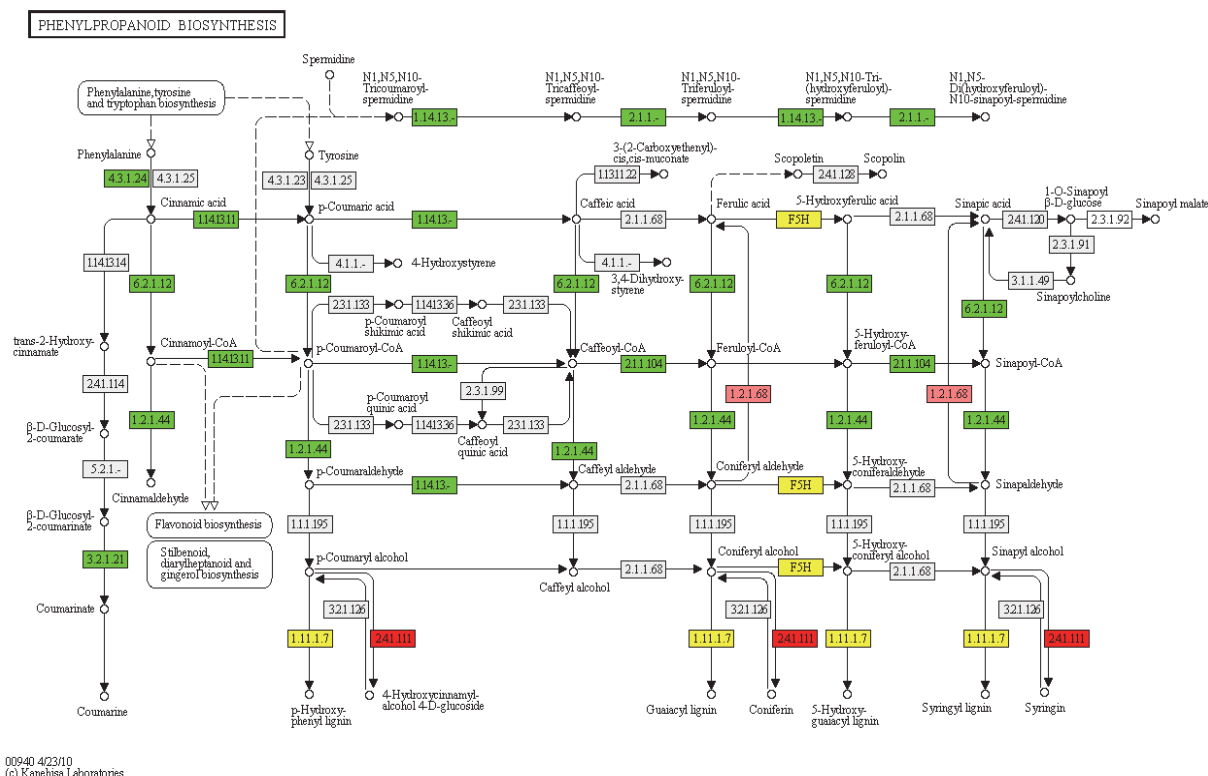 PHENYLPROPANOID BIOSYNTHESIS
Spermidine
Phenylalanine, tyrosine
and tryptophan biosynthesis
N1,N5,N10-
Tricoumaroyl-
spermidine
N1,N5,N10-
Tricaffeoyl-
spermidine
N1,N5,N10-
Triferuloyl-
spermidine
N1,N5,N10-Tri-
(hydroxyferuloyl)-
spermidine
N1,N5-
Di(hydroxyferuloyl)-
N10-sinapoyl-spermidine
1.14.13.-
2.1.1.-
1.14.13.-
2.1.1.-
Phenylalanine
Tyrosine
3-(2-Carboxyethenyl)-
cis,cis-muconate
Scopoletin
Scopolin
4.3.1.24
4.3.1.25
4.3.1.23
4.3.1.25
1.13.11.22
2.4.1.128
Cinnamic acid
p-Coumaric acid
Caffeic acid
Ferulic acid
5-Hydroxyferulic acid
Sinapic acid
1-O-Sinapoyl
β-D-glucose
Sinapoyl malate
1.14.13.11
1.14.13.-
2.1.1.68
F5H
2.1.1.68
2.4.1.120
2.3.1.92
2.3.1.91
1.14.13.14
4.1.1.-
4-Hydroxystyrene
4.1.1.-
3,4-Dihydroxy-
styrene
3.1.1.49
Sinapoylcholine
6.2.1.12
6.2.1.12
6.2.1.12
6.2.1.12
6.2.1.12
6.2.1.12
2.3.1.133
1.14.13.36
2.3.1.133
p-Coumaroyl
shikimic acid
Caffeoyl
shikimic acid
trans-2-Hydroxy-
cinnamate
Cinnamoyl-CoA
p-Coumaroyl-CoA
Caffeoyl-CoA
Feruloyl-CoA
5-Hydroxy-
feruloyl-CoA
Sinapoyl-CoA
1.14.13.11
1.14.13.-
2.1.1.104
2.1.1.104
2.4.1.114
2.3.1.99
1.2.1.68
1.2.1.68
p-Coumaroyl
quinic acid
1.2.1.44
2.3.1.133
1.14.13.36
2.3.1.133
1.2.1.44
1.2.1.44
1.2.1.44
β-D-Glucosyl-
2-coumarate
Caffeoyl
quinic acid
1.2.1.44
1.2.1.44
5.2.1.-
Cinnamaldehyde
p-Coumaraldehyde
Caffeyl aldehyde
Coniferyl aldehyde
5-Hydroxy-
coniferaldehyde
Sinapaldehyde
1.14.13.-
2.1.1.68
F5H
2.1.1.68
β-D-Glucosyl-
2-coumarinate
Flavonoid biosynthesis
1.1.1.195
1.1.1.195
1.1.1.195
1.1.1.195
1.1.1.195
Stilbenoid,
diarylheptanoid and
gingerol biosynthesis
3.2.1.21
p-Coumaryl alcohol
Caffeyl alcohol
Coniferyl alcohol
5-Hydroxy-
coniferyl alcohol
Sinapyl alcohol
2.1.1.68
F5H
2.1.1.68
Coumarinate
3.2.1.126
3.2.1.126
3.2.1.126
1.11.1.7
2.4.1.111
1.11.1.7
2.4.1.111
1.11.1.7
1.11.1.7
2.4.1.111
Coumarine
p-Hydroxy-
phenyl lignin
4-Hydroxycinnamyl-
alcohol 4-D-glucoside
Guaiacyl lignin
Coniferin
5-Hydroxy-
guaiacyl lignin
Syringyl lignin
Syringin
00940 4/23/10
(c) Kanehisa Laboratories